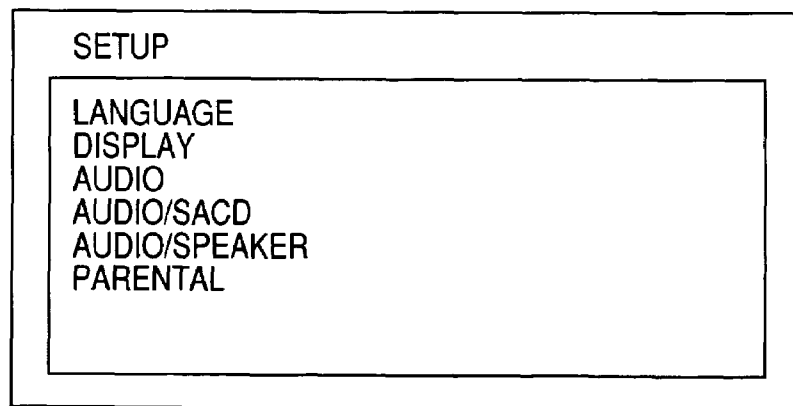 SETUP
LANGUAGE
DISPLAY
AUDIO
AUDIO/SACD
AUDIO/SPEAKER
PARENTAL